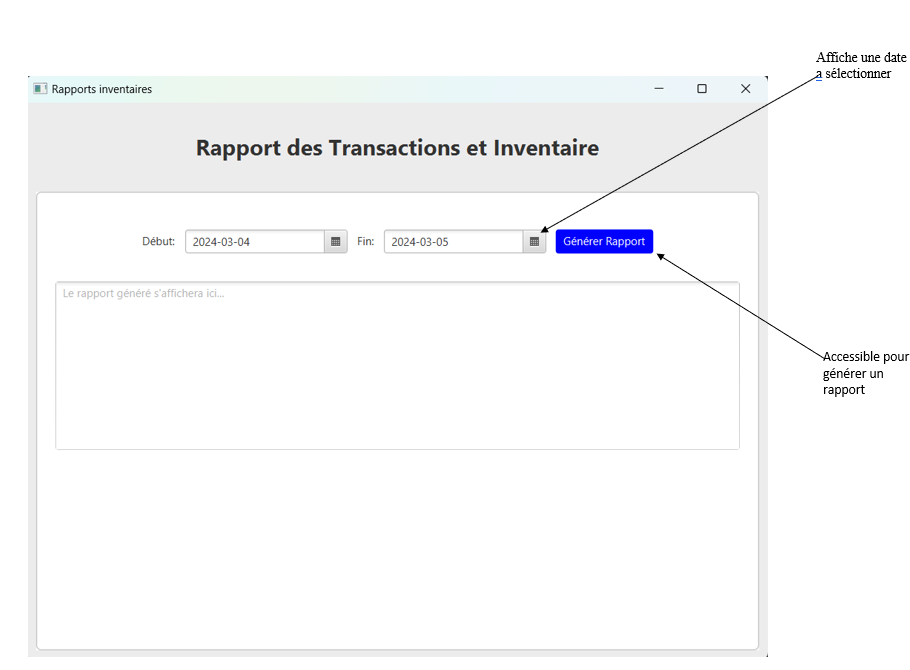 Affiche une date
a sélectionner
Rapports inventaires
Rapport des Transactions et Inventaire
Début: 2024-03-04 Fin: 2024-03-05 Générer Rapport
Le rapport généré s'affichera ici...
Accessible pour
générer un
rapport